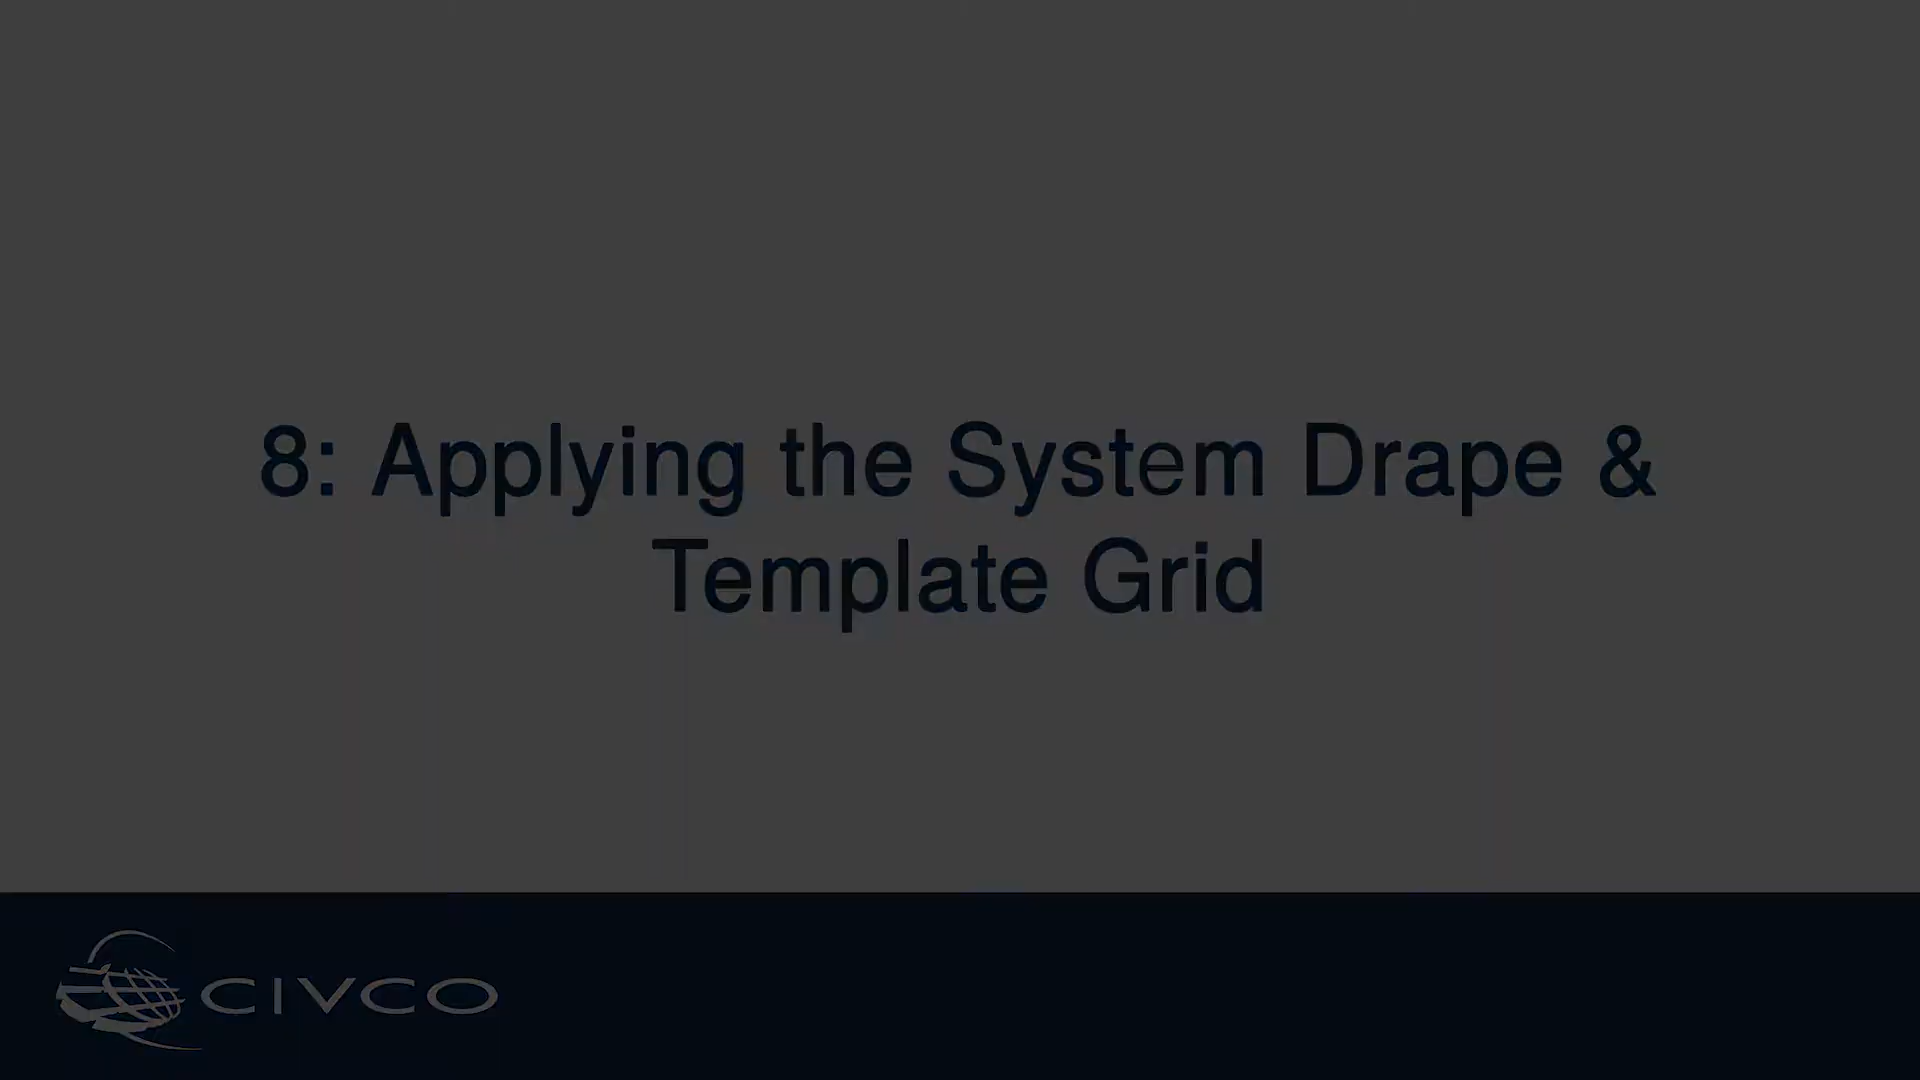 8: Applying the System Drape &
Template Grid
CIVCO